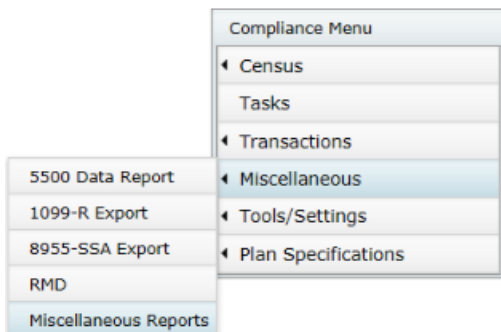 Compliance Menu
Census
Tasks
Transactions
Miscellaneous
Tools/Settings
Plan Specifications
5500 Data Report
1099-R Export
8955-SSA Export
RMD
Miscellaneous Reports